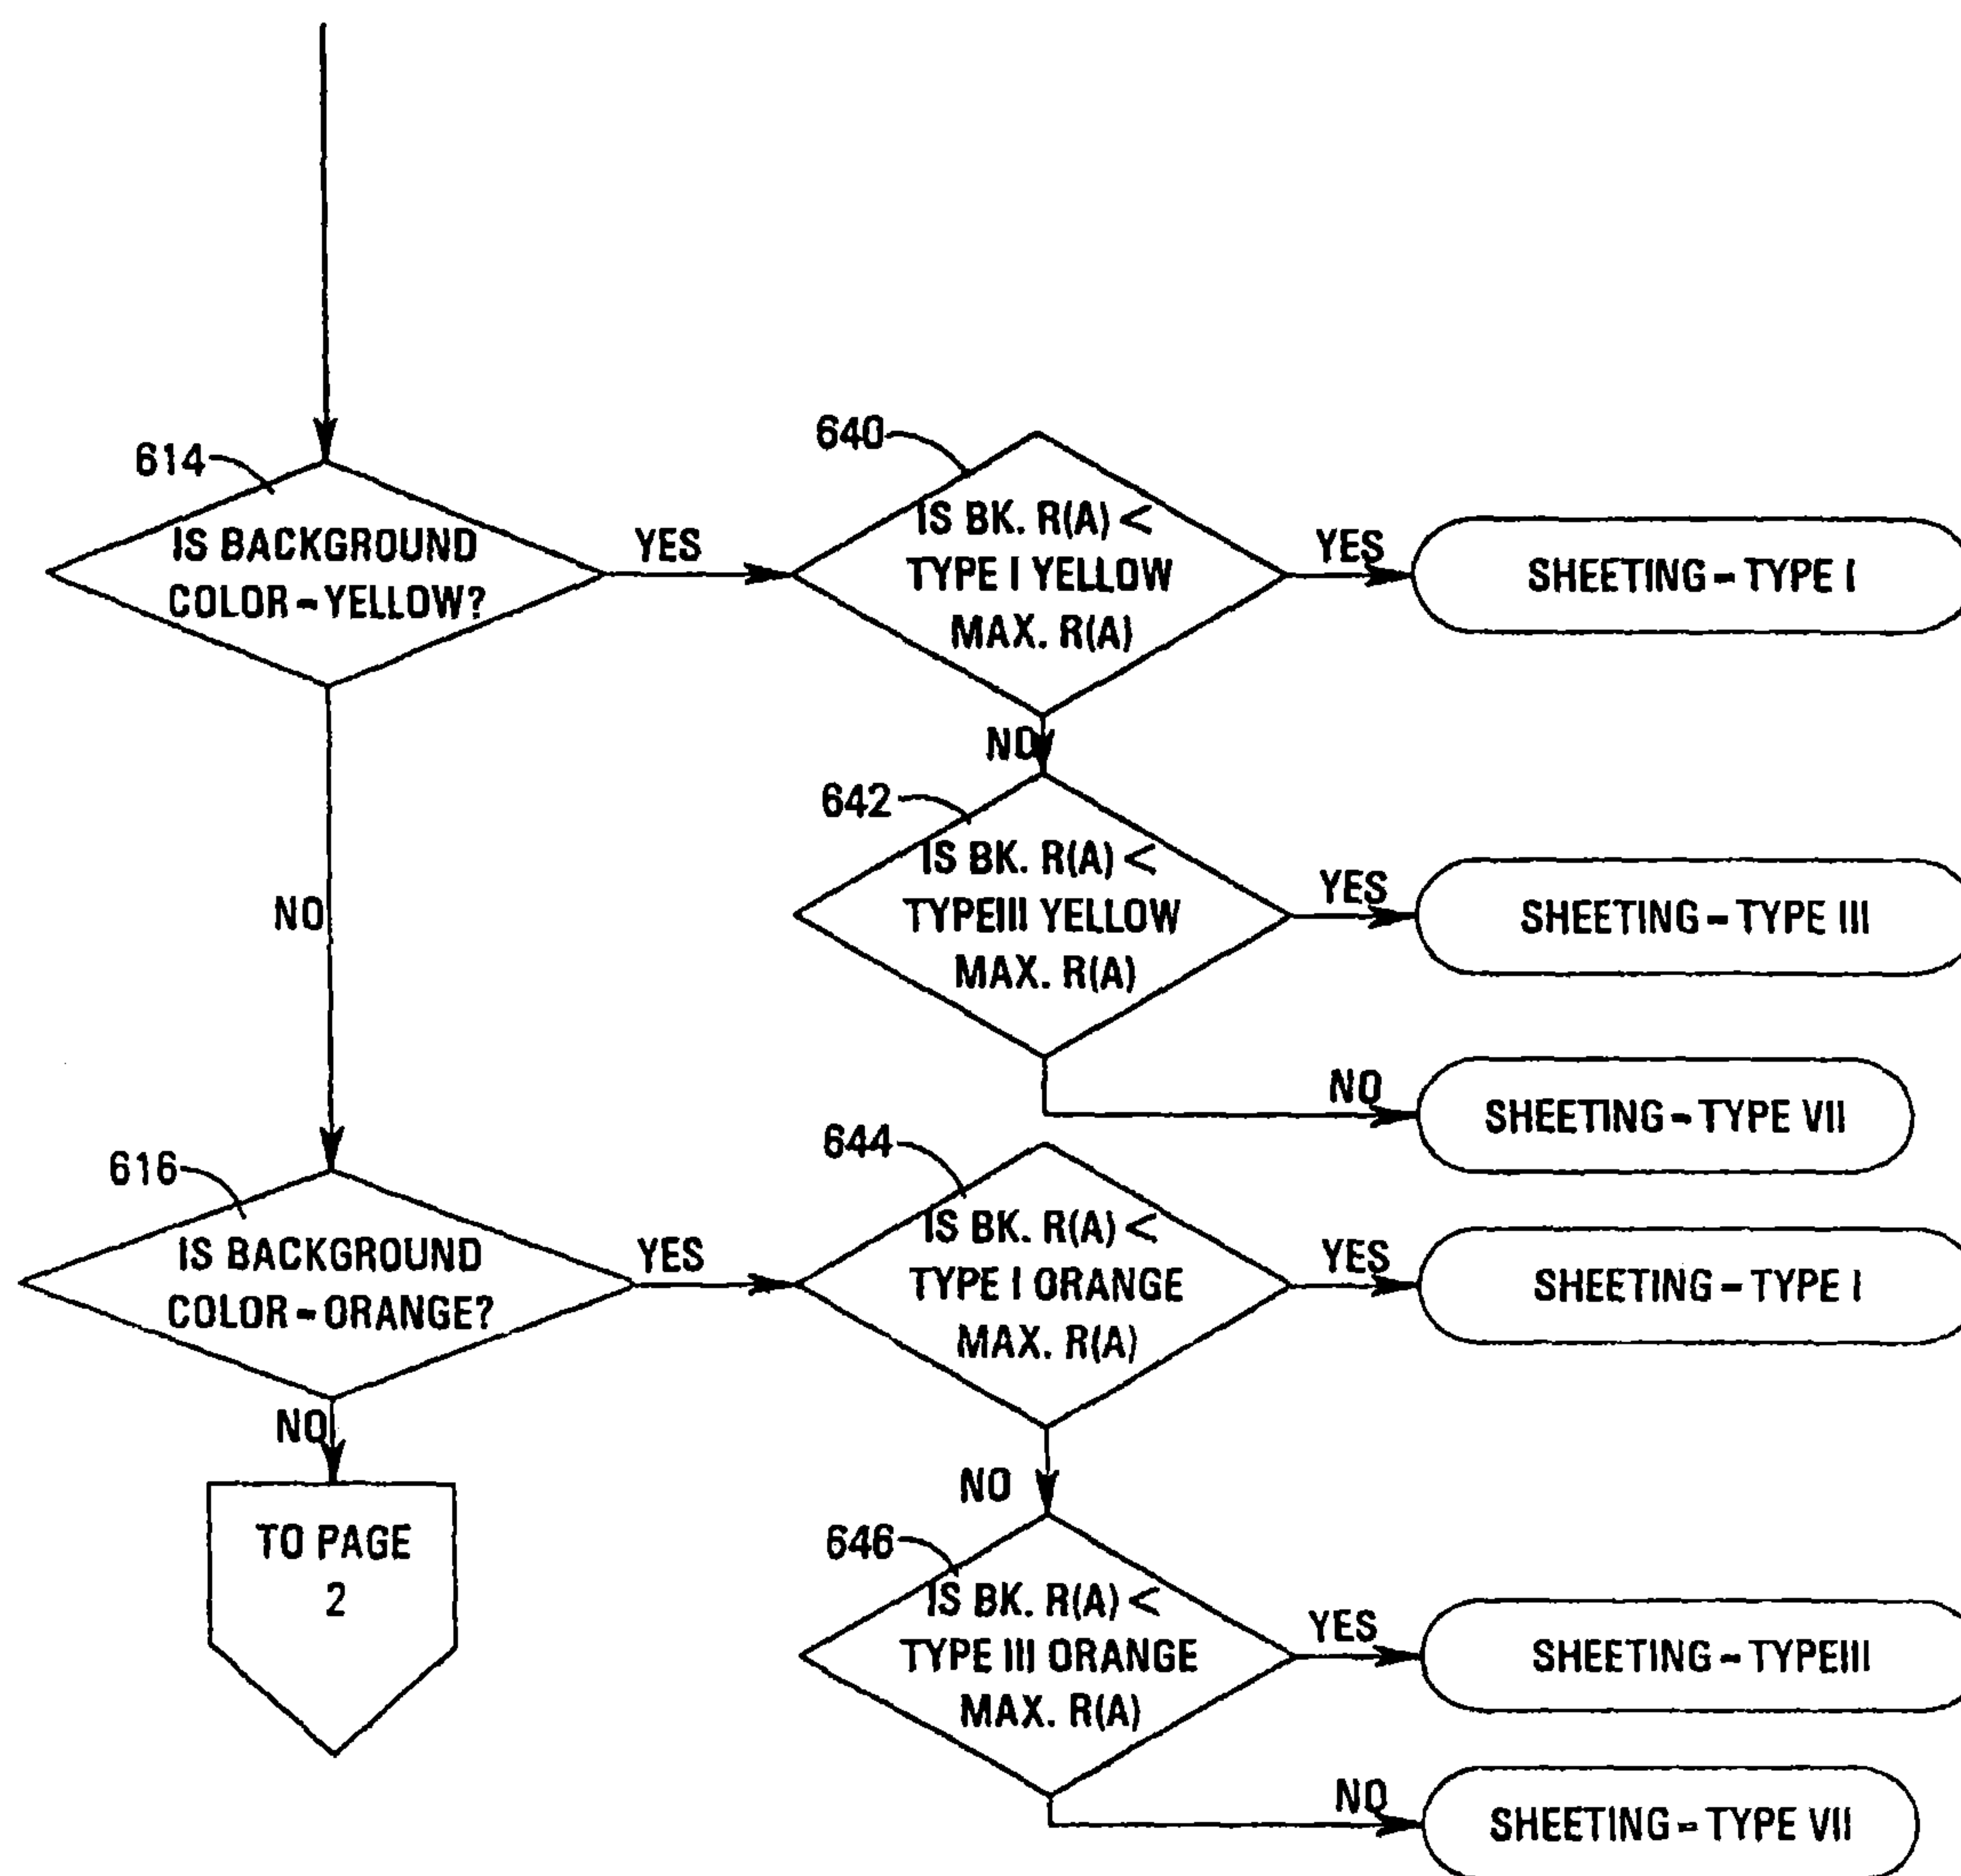 614
IS BACKGROUND
COLOR = YELLOW?
YES
640
IS BK. R(A) <
TYPE I YELLOW
MAX. R(A)
YES
SHEETING = TYPE I
NO
642
IS BK. R(A) <
TYPEIII YELLOW
MAX. R(A)
YES
SHEETING = TYPE III
NO
SHEETING = TYPE VII
NO
616
IS BACKGROUND
COLOR = ORANGE?
YES
644
IS BK. R(A) <
TYPE I ORANGE
MAX. R(A)
YES
SHEETING = TYPE I
NO
646
IS BK. R(A) <
TYPE III ORANGE
MAX. R(A)
YES
SHEETING = TYPEIII
NO
SHEETING = TYPE VII
NO
TO PAGE
2